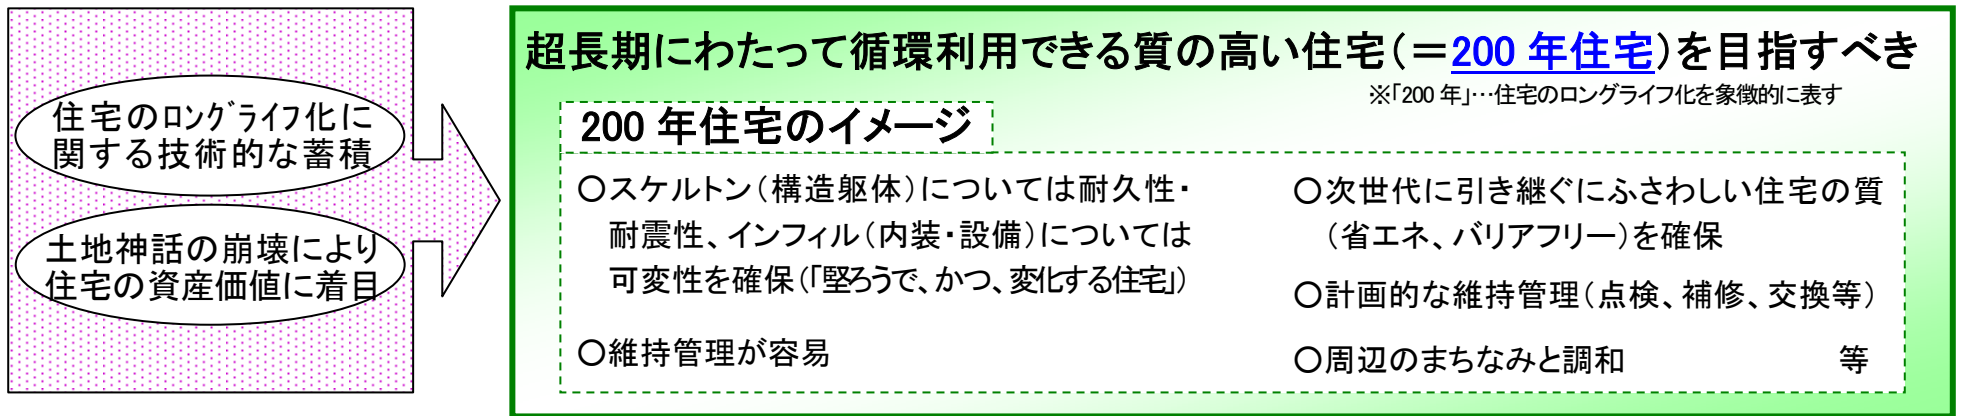 住宅のﾛﾝｸﾞﾗｲﾌ化に
関する技術的な蓄積
土地神話の崩壊により
住宅の資産価値に着目
超長期にわたって循環利用できる質の高い住宅(=200 年住宅)を目指すべき
※｢200 年｣…住宅のロングライフ化を象徴的に表す
200 年住宅のイメージ
○スケルトン(構造躯体)については耐久性・
耐震性、インフィル(内装・設備)については
可変性を確保(｢堅ろうで、かつ、変化する住宅｣)
○維持管理が容易
○次世代に引き継ぐにふさわしい住宅の質
(省エネ、バリアフリー)を確保
○計画的な維持管理(点検、補修、交換等)
○周辺のまちなみと調和 等